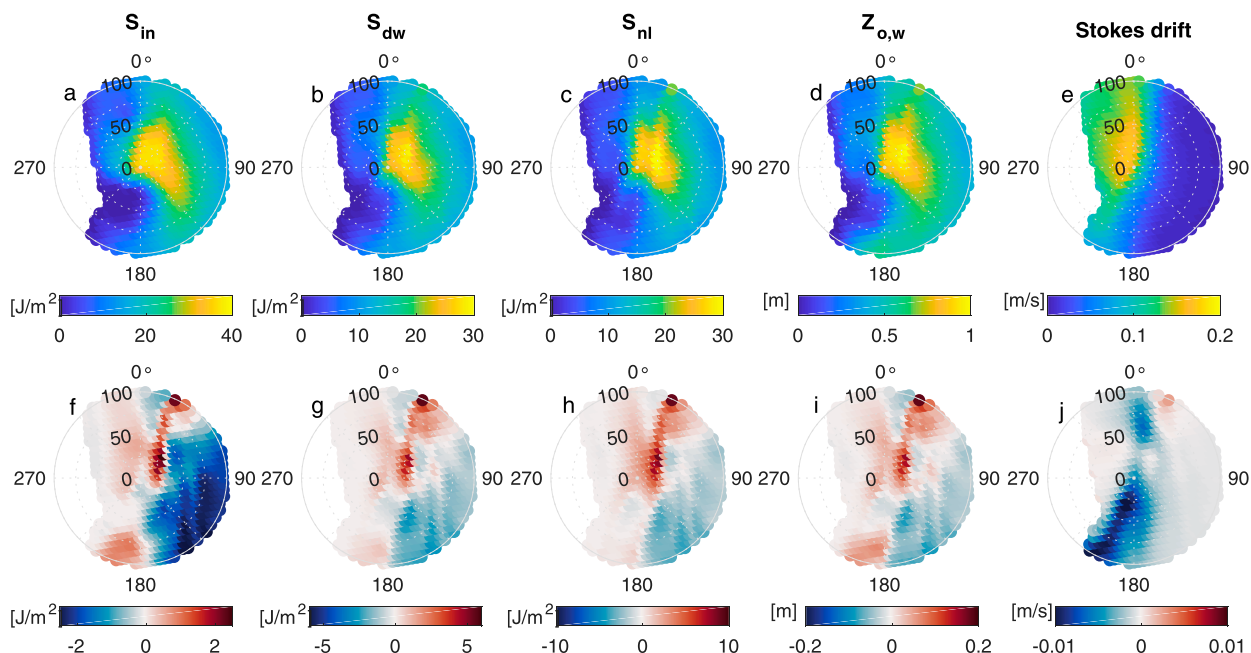 S_in S_dw S_nl Z_o,w Stokes drift
0° 0° 0° 0° 0°
a b c d e
100 100 100 100 100
50 50 50 50 50
0 0 0 0 0
270 90 270 90 270 90 270 90 270 90
180 180 180 180 180
[J/m² [J/m² [J/m² [m] [m/s]
0 20 40 0 10 20 30 0 10 20 30 0 0.5 1 0 0.1 0.2
0° 0° 0° 0° 0°
f g h i j
100 100 100 100 100
50 50 50 50 50
0 0 0 0 0
270 90 270 90 270 90 270 90 270 90
180 180 180 180 180
[J/m² [J/m² [J/m² [m] [m/s]
-2 0 2 -5 0 5 -10 0 10 -0.2 0 0.2 -0.01 0 0.01